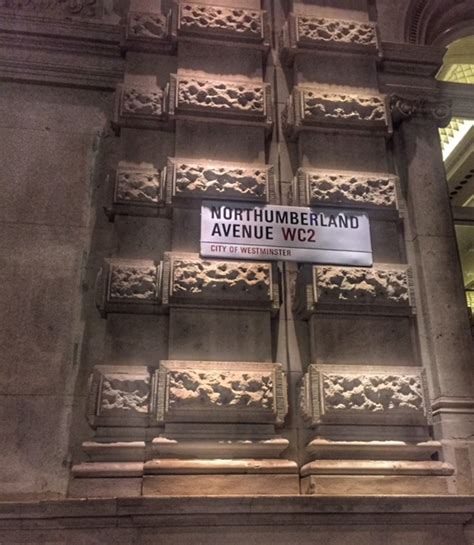 NORTHUMBERLAND
AVENUE WC2
CITY OF WESTMINSTER